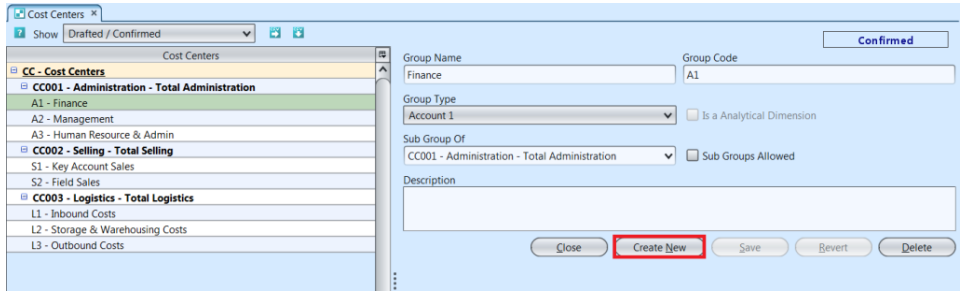 Cost Centers ×
? Show Drafted / Confirmed
Confirmed
Cost Centers
CC - Cost Centers
CC001 - Administration - Total Administration
A1 - Finance
A2 - Management
A3 - Human Resource & Admin
CC002 - Selling - Total Selling
S1 - Key Account Sales
S2 - Field Sales
CC003 - Logistics - Total Logistics
L1 - Inbound Costs
L2 - Storage & Warehousing Costs
L3 - Outbound Costs
Group Name Group Code
Finance A1
Group Type
Account 1 Is a Analytical Dimension
Sub Group Of
CC001 - Administration - Total Administration Sub Groups Allowed
Description
Close Create New Save Revert Delete